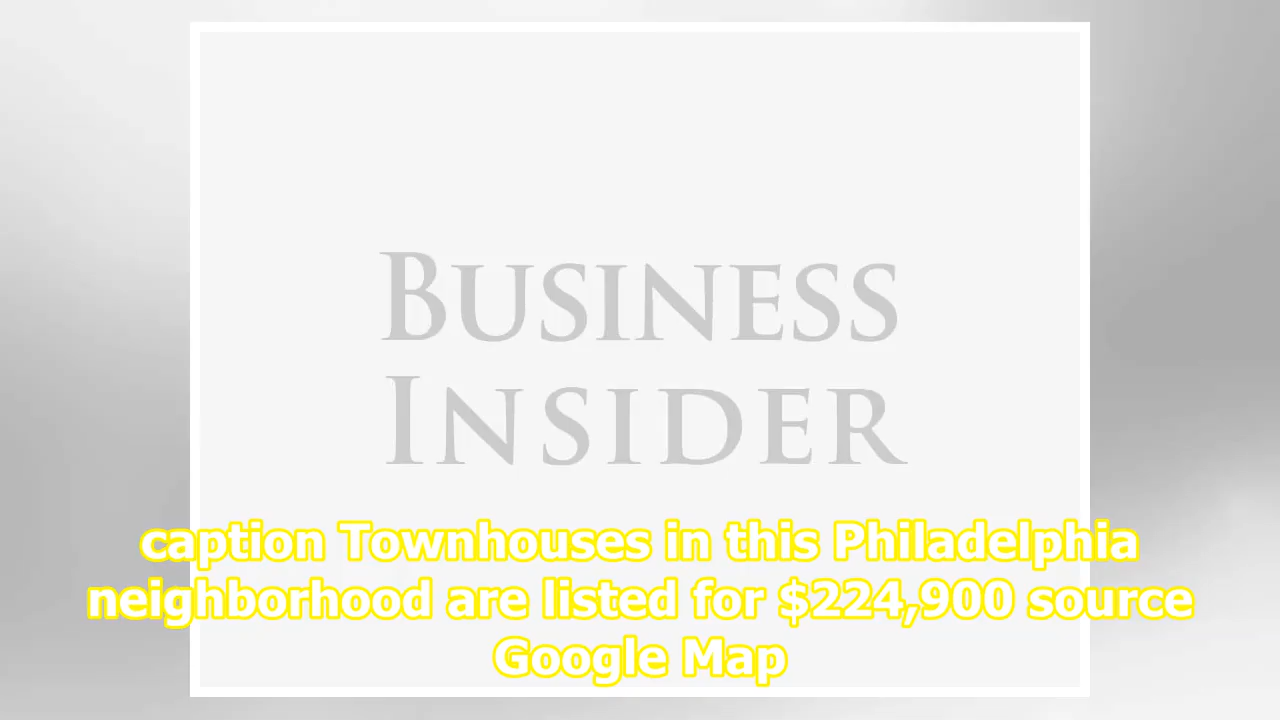 BUSINESS
INSIDER
caption Townhouses in this Philadelphia
neighborhood are listed for $224,900 source
Google Map